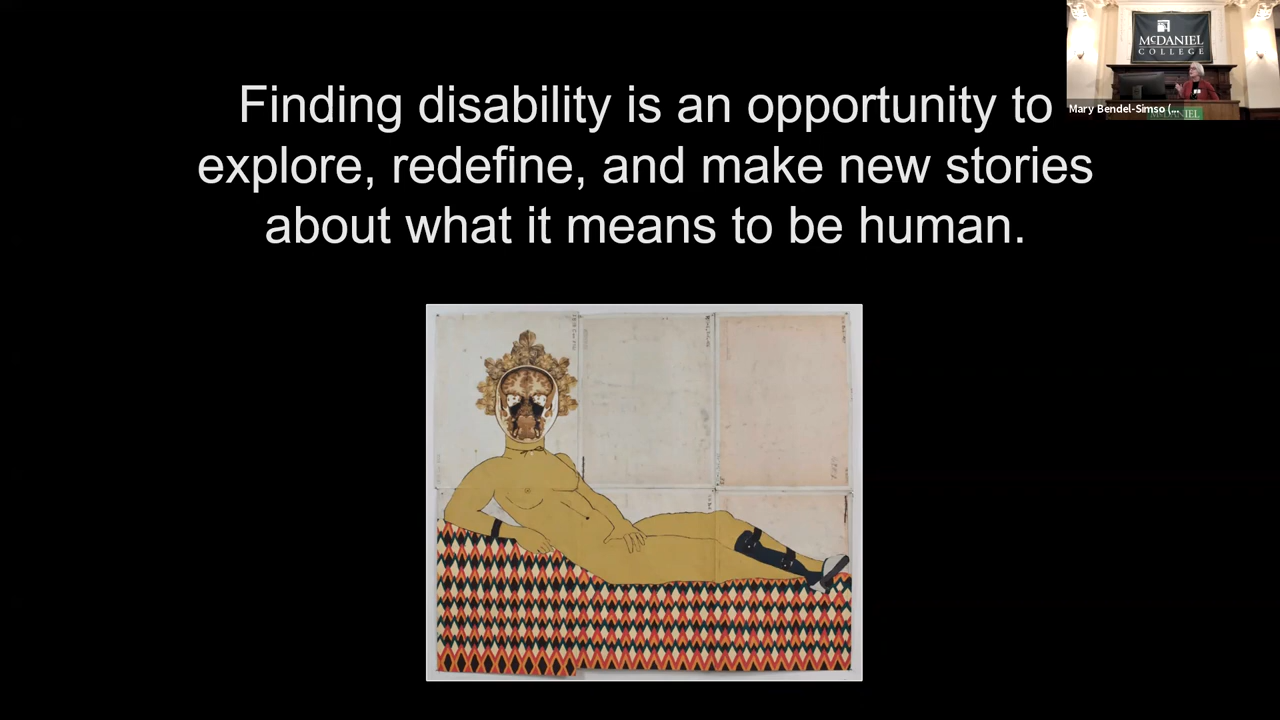 Finding disability is an opportunity to
explore, redefine, and make new stories
about what it means to be human.
McDANIEL
COLLEGE
Mary Bendel-Simso (...